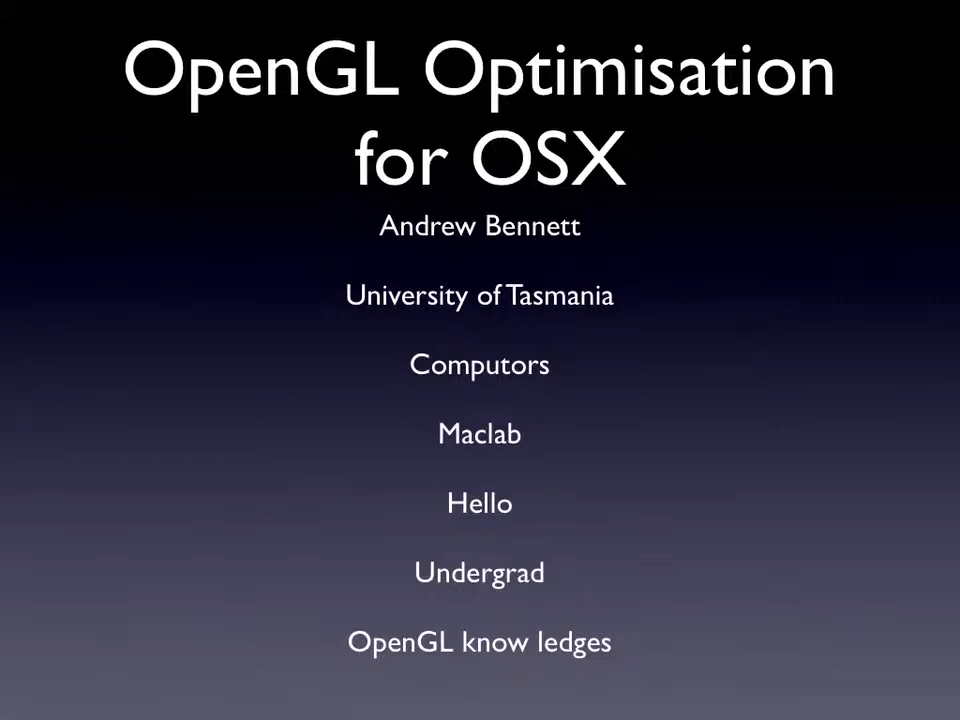 OpenGL Optimisation
for OSX
Andrew Bennett
University of Tasmania
Computors
Maclab
Hello
Undergrad
OpenGL know ledges